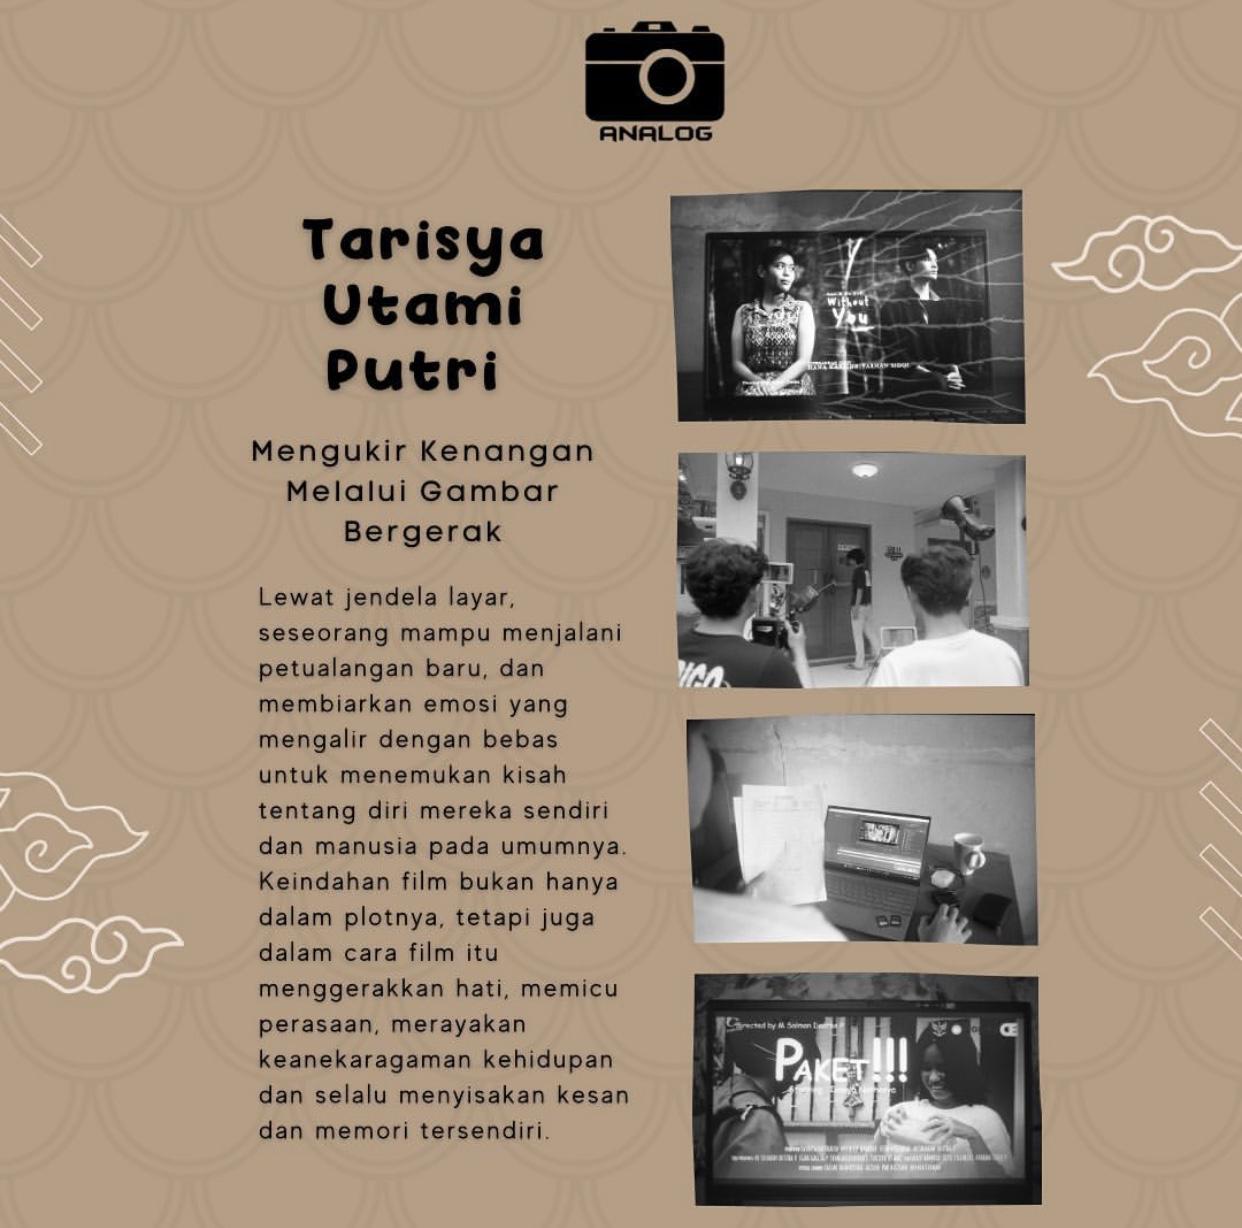 ANALOG
Tarisya
Utami
Putri
Mengukir Kenangan
Melalui Gambar
Bergerak
Lewat jendela layar,
seseorang mampu menjalani
petualangan baru, dan
membiarkan emosi yang
mengalir dengan bebas
untuk menemukan kisah
tentang diri mereka sendiri
dan manusia pada umumnya.
Keindahan film bukan hanya
dalam plotnya, tetapi juga
dalam cara film itu
menggerakkan hati, memicu
perasaan, merayakan
keanekaragaman kehidupan
dan selalu menyisakan kesan
dan memori tersendiri.
Without
You
Directed by M Salman
PAKET!!!